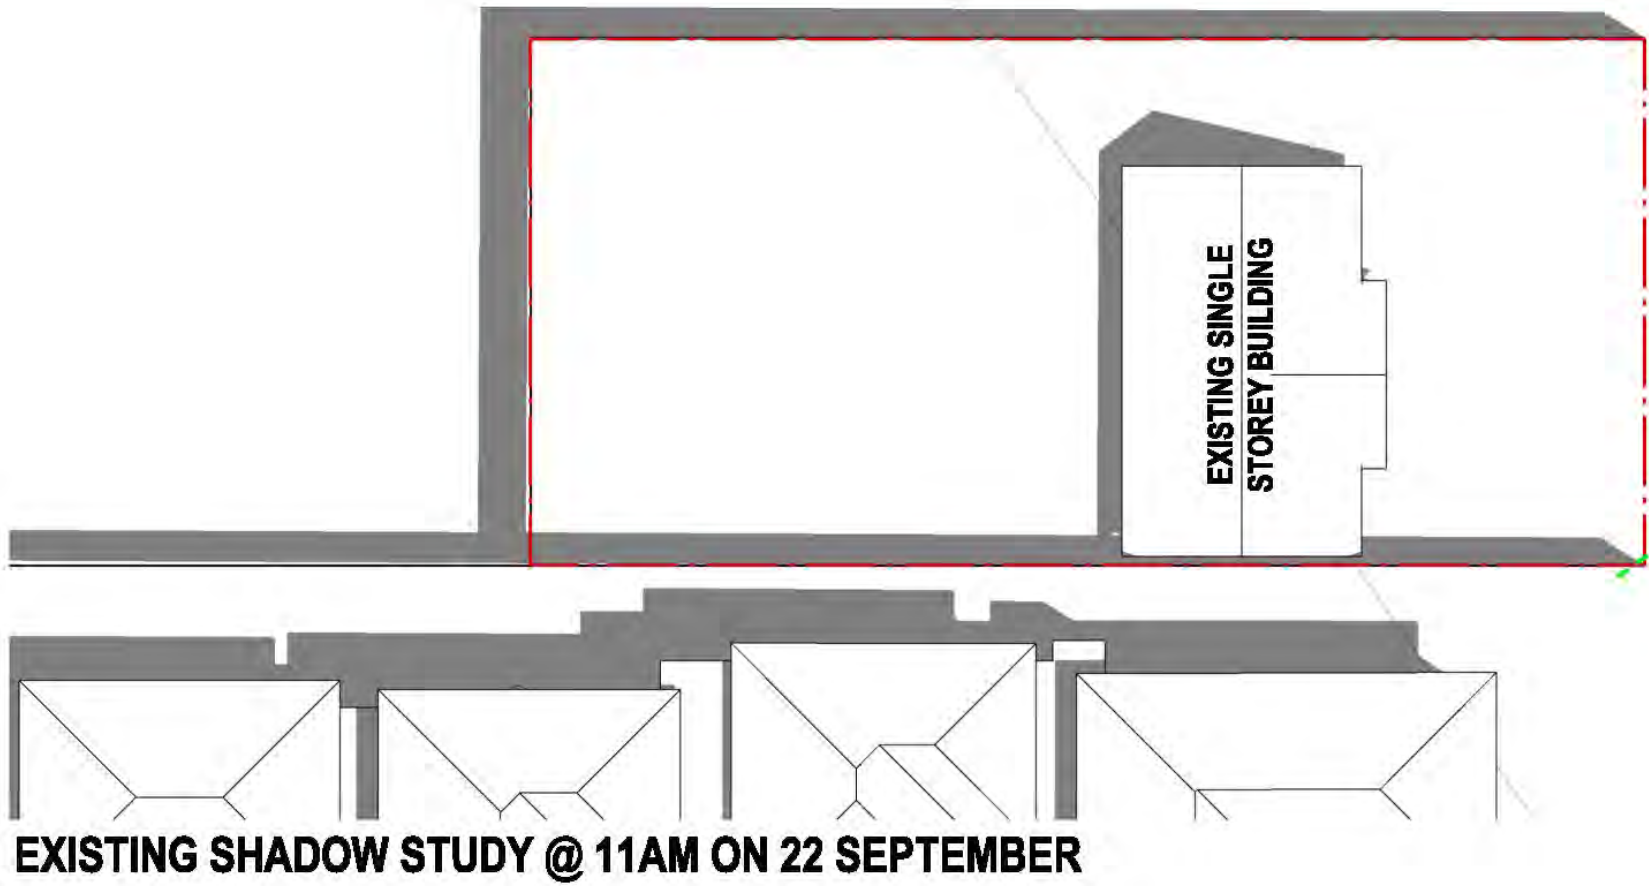 EXISTING SINGLE
STOREY BUILDING
EXISTING SHADOW STUDY @ 11AM ON 22 SEPTEMBER